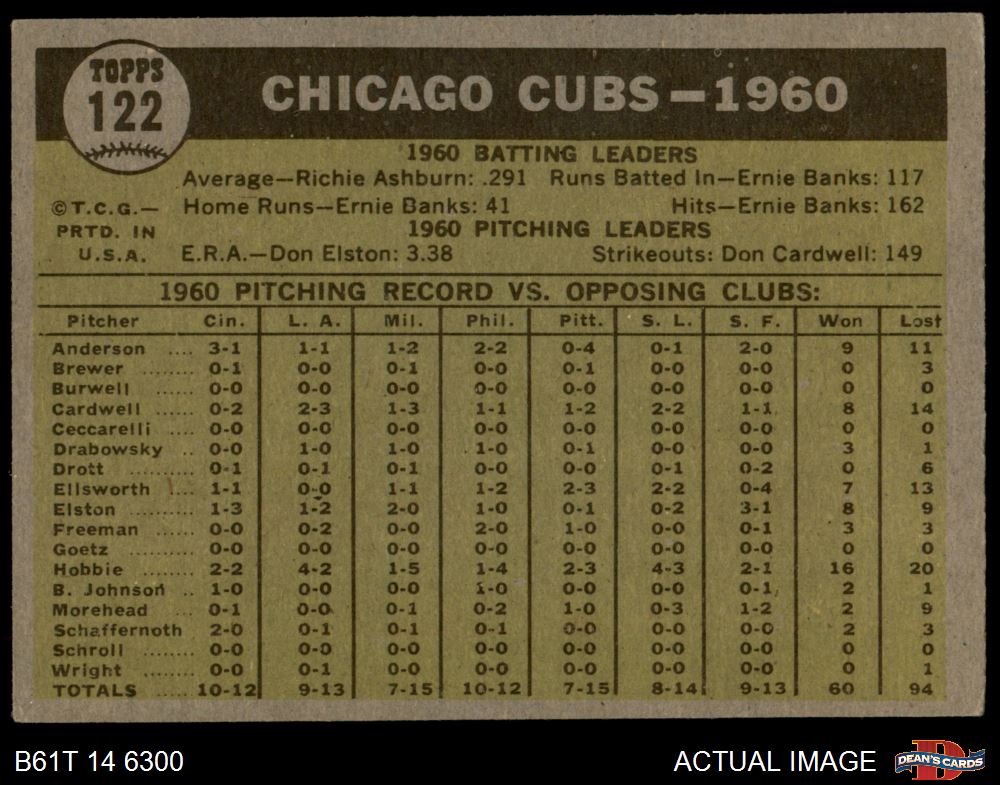 TOPPS
122
CHICAGO CUBS—1960
1960 BATTING LEADERS
Average—Richie Ashburn: .291 Runs Batted In—Ernie Banks: 117
Home Runs—Ernie Banks: 41 Hits—Ernie Banks: 162
© T.C.G.—
PRTD. IN
U.S.A.
1960 PITCHING LEADERS
E.R.A.—Don Elston: 3.38 Strikeouts: Don Cardwell: 149
1960 PITCHING RECORD VS. OPPOSING CLUBS:
Pitcher Cin. L. A. Mil. Phil. Pitt. S. L. S. F. Won Lost
Anderson .... 3-1 1-1 1-2 2-2 0-4 0-1 2-0 9 11
Brewer ........ 0-1 0-0 0-1 0-0 0-1 0-0 0-0 0 3
Burwell ...... 0-0 0-0 0-0 0-0 0-0 0-0 0-0 0 0
Cardwell ...... 0-2 2-3 1-3 1-1 1-2 2-2 1-1 8 14
Ceccarelli .... 0-0 0-0 0-0 0-0 0-0 0-0 0-0 0 0
Drabowsky .. 0-0 1-0 1-0 1-0 0-1 0-0 0-0 3 1
Drott .......... 0-1 0-1 0-1 0-0 0-0 0-1 0-2 0 6
Ellsworth .... 1-1 0-0 1-1 1-2 2-3 2-2 0-4 7 13
Elston ........ 1-3 1-2 2-0 1-0 0-1 0-2 3-1 8 9
Freeman ...... 0-0 0-2 0-0 2-0 1-0 0-0 0-1 3 3
Goetz .......... 0-0 0-0 0-0 0-0 0-0 0-0 0-0 0 0
Hobbie ........ 2-2 4-2 1-5 1-4 2-3 4-3 2-1 16 20
B. Johnson .. 1-0 0-0 0-0 1-0 0-0 0-0 0-1 2 1
Morehead .... 0-1 0-0 0-1 0-2 1-0 0-3 1-2 2 9
Schaffernoth 2-0 0-1 0-1 0-1 0-0 0-0 0-0 2 3
Schroll ........ 0-0 0-0 0-0 0-0 0-0 0-0 0-0 0 0
Wright ........ 0-0 0-1 0-0 0-0 0-0 0-0 0-0 0 1
TOTALS ..... 10-12 9-13 7-15 10-12 7-15 8-14 9-13 60 94
B61T 14 6300 ACTUAL IMAGE
DEAN'S CARDS